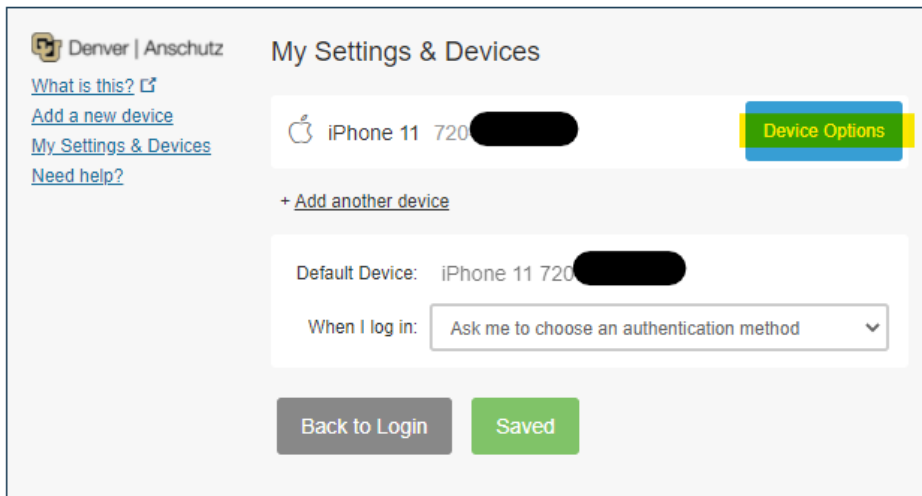 Denver | Anschutz
What is this?
Add a new device
My Settings & Devices
Need help?
My Settings & Devices
iPhone 11 720
Device Options
+ Add another device
Default Device: iPhone 11 720
When I log in: Ask me to choose an authentication method
Back to Login
Saved